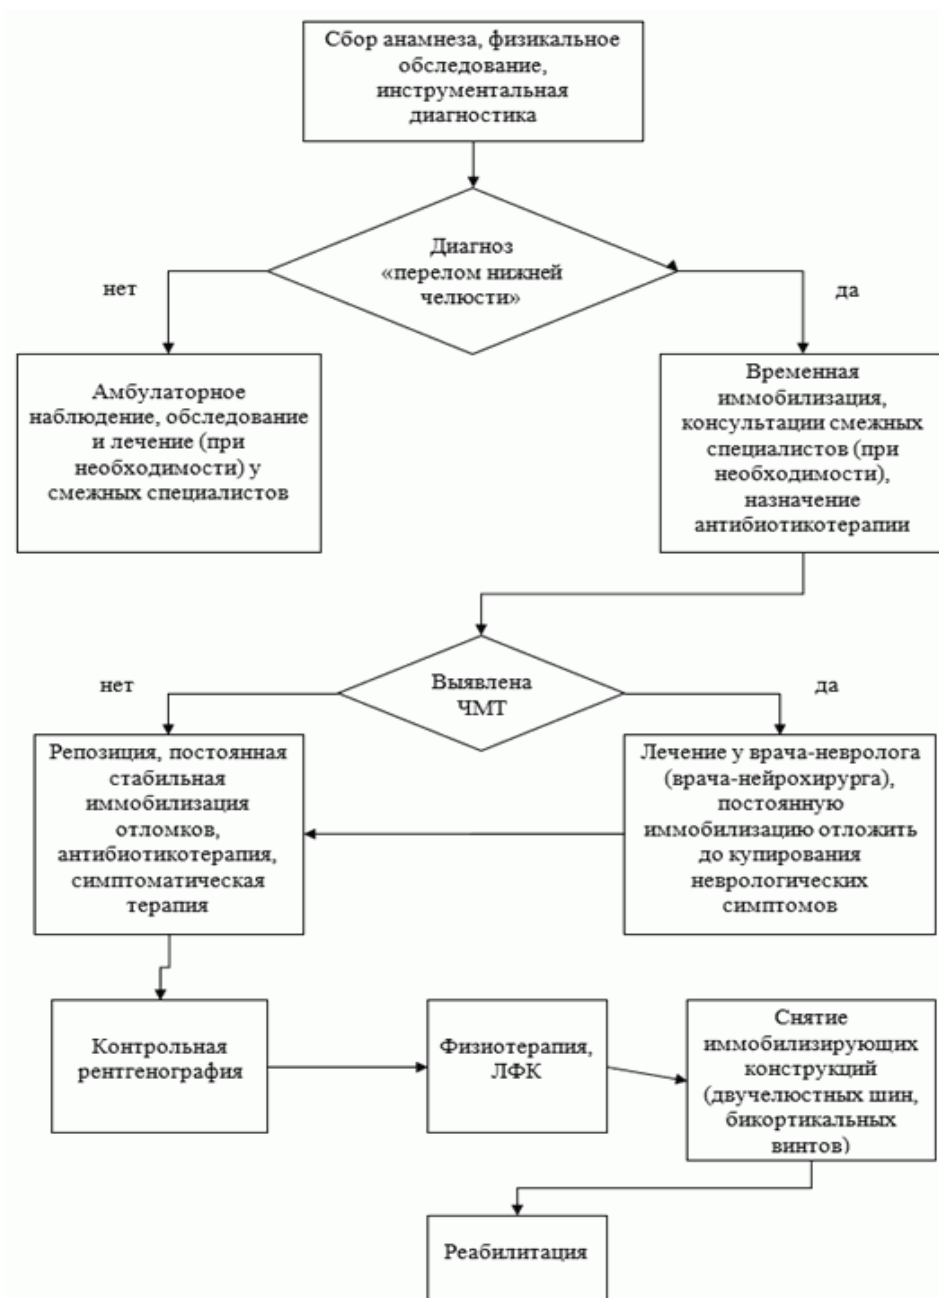 Сбор анамнеза, физикальное
обследование,
инструментальная
диагностика
Диагноз
«перелом нижней
челюсти»
нет
да
Амбулаторное
наблюдение, обследование
и лечение (при
необходимости) у
смежных специалистов
Временная
иммобилизация,
консультации смежных
специалистов (при
необходимости),
назначение
антибиотикотерапии
Выявлена
ЧМТ
нет
да
Репозиция, постоянная
стабильная
иммобилизация
отломков,
антибиотикотерапия,
симптоматическая
терапия
Лечение у врача-невролога
(врача-нейрохирурга),
постоянную
иммобилизацию отложить
до купирования
неврологических
симптомов
Контрольная
рентгенография
Физиотерапия,
ЛФК
Снятие
иммобилизирующих
конструкций
(двучелюстных шин,
бикортикальных
винтов)
Реабилитация